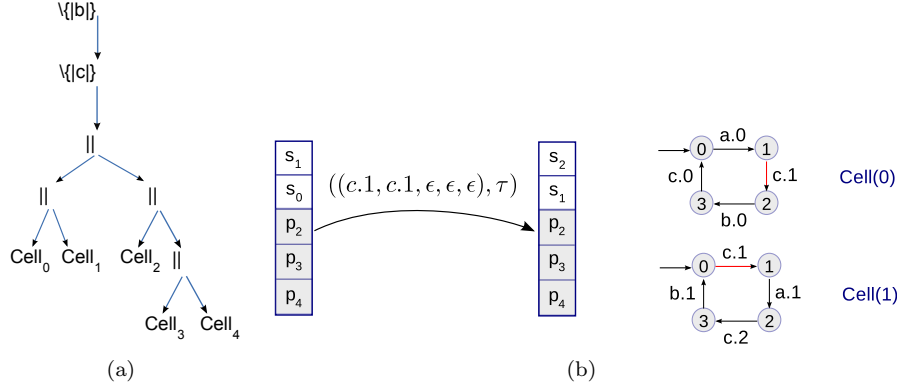 \{|b|}
\{|c|}
||
|| ||
Cell₀ Cell₁ Cell₂ ||
Cell₃ Cell₄
(a)
s₁
s₀
p₂
p₃
p₄
((c.1, c.1, ϵ, ϵ, ϵ), τ)
s₂
s₁
p₂
p₃
p₄
0 a.0 1
c.0 c.1
3 b.0 2
Cell(0)
0 c.1 1
b.1 a.1
3 c.2 2
Cell(1)
(b)